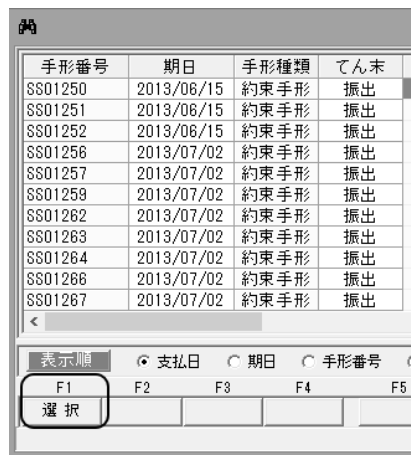 手形番号 期日 手形種類 てん末
SS01250 2013/06/15 約束手形 振出
SS01251 2013/06/15 約束手形 振出
SS01252 2013/06/15 約束手形 振出
SS01256 2013/07/02 約束手形 振出
SS01257 2013/07/02 約束手形 振出
SS01259 2013/07/02 約束手形 振出
SS01262 2013/07/02 約束手形 振出
SS01263 2013/07/02 約束手形 振出
SS01264 2013/07/02 約束手形 振出
SS01266 2013/07/02 約束手形 振出
SS01267 2013/07/02 約束手形 振出
表示順 支払日 期日 手形番号
F1 F2 F3 F4 F5
選択